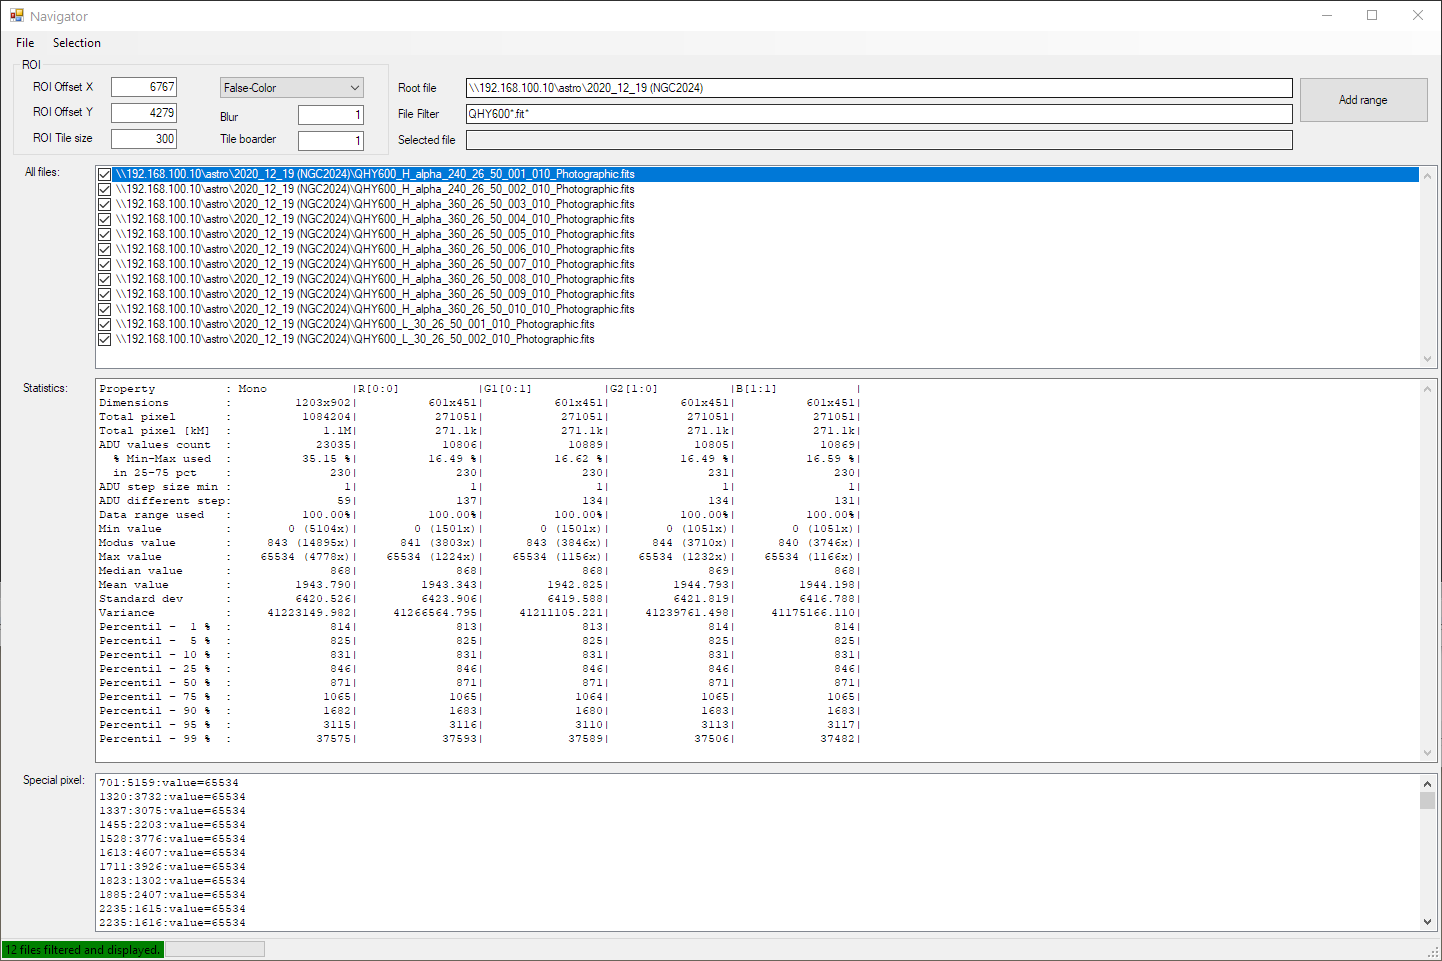 Navigator
File Selection
ROI
ROI Offset X 6767 False-Color Root file \\192.168.100.10\astro\2020_12_19 (NGC2024) Add range
ROI Offset Y 4279 Blur 1 File Filter QHY600*.fit*
ROI Tile size 300 Tile boarder 1 Selected file
All files: \\192.168.100.10\astro\2020_12_19 (NGC2024)\QHY600_H_alpha_240_26_50_001_010_Photographic.fits
\\192.168.100.10\astro\2020_12_19 (NGC2024)\QHY600_H_alpha_240_26_50_002_010_Photographic.fits
\\192.168.100.10\astro\2020_12_19 (NGC2024)\QHY600_H_alpha_360_26_50_003_010_Photographic.fits
\\192.168.100.10\astro\2020_12_19 (NGC2024)\QHY600_H_alpha_360_26_50_004_010_Photographic.fits
\\192.168.100.10\astro\2020_12_19 (NGC2024)\QHY600_H_alpha_360_26_50_005_010_Photographic.fits
\\192.168.100.10\astro\2020_12_19 (NGC2024)\QHY600_H_alpha_360_26_50_006_010_Photographic.fits
\\192.168.100.10\astro\2020_12_19 (NGC2024)\QHY600_H_alpha_360_26_50_007_010_Photographic.fits
\\192.168.100.10\astro\2020_12_19 (NGC2024)\QHY600_H_alpha_360_26_50_008_010_Photographic.fits
\\192.168.100.10\astro\2020_12_19 (NGC2024)\QHY600_H_alpha_360_26_50_009_010_Photographic.fits
\\192.168.100.10\astro\2020_12_19 (NGC2024)\QHY600_H_alpha_360_26_50_010_010_Photographic.fits
\\192.168.100.10\astro\2020_12_19 (NGC2024)\QHY600_L_30_26_50_001_010_Photographic.fits
\\192.168.100.10\astro\2020_12_19 (NGC2024)\QHY600_L_30_26_50_002_010_Photographic.fits
Statistics: Property : Mono |R[0:0] |G1[0:1] |G2[1:0] |B[1:1] |
Dimensions : 1203x902| 601x451| 601x451| 601x451| 601x451|
Total pixel : 1084204| 271051| 271051| 271051| 271051|
Total pixel [kM] : 1.1M| 271.1k| 271.1k| 271.1k| 271.1k|
ADU values count : 23035| 10806| 10889| 10805| 10869|
% Min-Max used : 35.15 %| 16.49 %| 16.62 %| 16.49 %| 16.59 %|
in 25-75 pct : 230| 230| 230| 231| 230|
ADU step size min : 1| 1| 1| 1| 1|
ADU different step: 59| 137| 134| 134| 131|
Data range used : 100.00%| 100.00%| 100.00%| 100.00%| 100.00%|
Min value : 0 (5104x)| 0 (1501x)| 0 (1501x)| 0 (1051x)| 0 (1051x)|
Modus value : 843 (14895x)| 841 (3803x)| 843 (3846x)| 844 (3710x)| 840 (3746x)|
Max value : 65534 (4778x)| 65534 (1224x)| 65534 (1156x)| 65534 (1232x)| 65534 (1166x)|
Median value : 868| 868| 868| 869| 868|
Mean value : 1943.790| 1943.343| 1942.825| 1944.793| 1944.198|
Standard dev : 6420.526| 6423.906| 6419.588| 6421.819| 6416.788|
Variance : 41223149.982| 41266564.795| 41211105.221| 41239761.498| 41175166.110|
Percentil - 1 % : 814| 813| 813| 814| 814|
Percentil - 5 % : 825| 825| 825| 825| 825|
Percentil - 10 % : 831| 831| 831| 831| 831|
Percentil - 25 % : 846| 846| 846| 846| 846|
Percentil - 50 % : 871| 871| 871| 871| 871|
Percentil - 75 % : 1065| 1065| 1064| 1065| 1065|
Percentil - 90 % : 1682| 1683| 1680| 1683| 1683|
Percentil - 95 % : 3115| 3116| 3110| 3113| 3117|
Percentil - 99 % : 37575| 37593| 37589| 37506| 37482|
Special pixel: 701:5159:value=65534
1320:3732:value=65534
1337:3075:value=65534
1455:2203:value=65534
1528:3776:value=65534
1613:4607:value=65534
1711:3926:value=65534
1823:1302:value=65534
1885:2407:value=65534
2235:1615:value=65534
2235:1616:value=65534
12 files filtered and displayed.